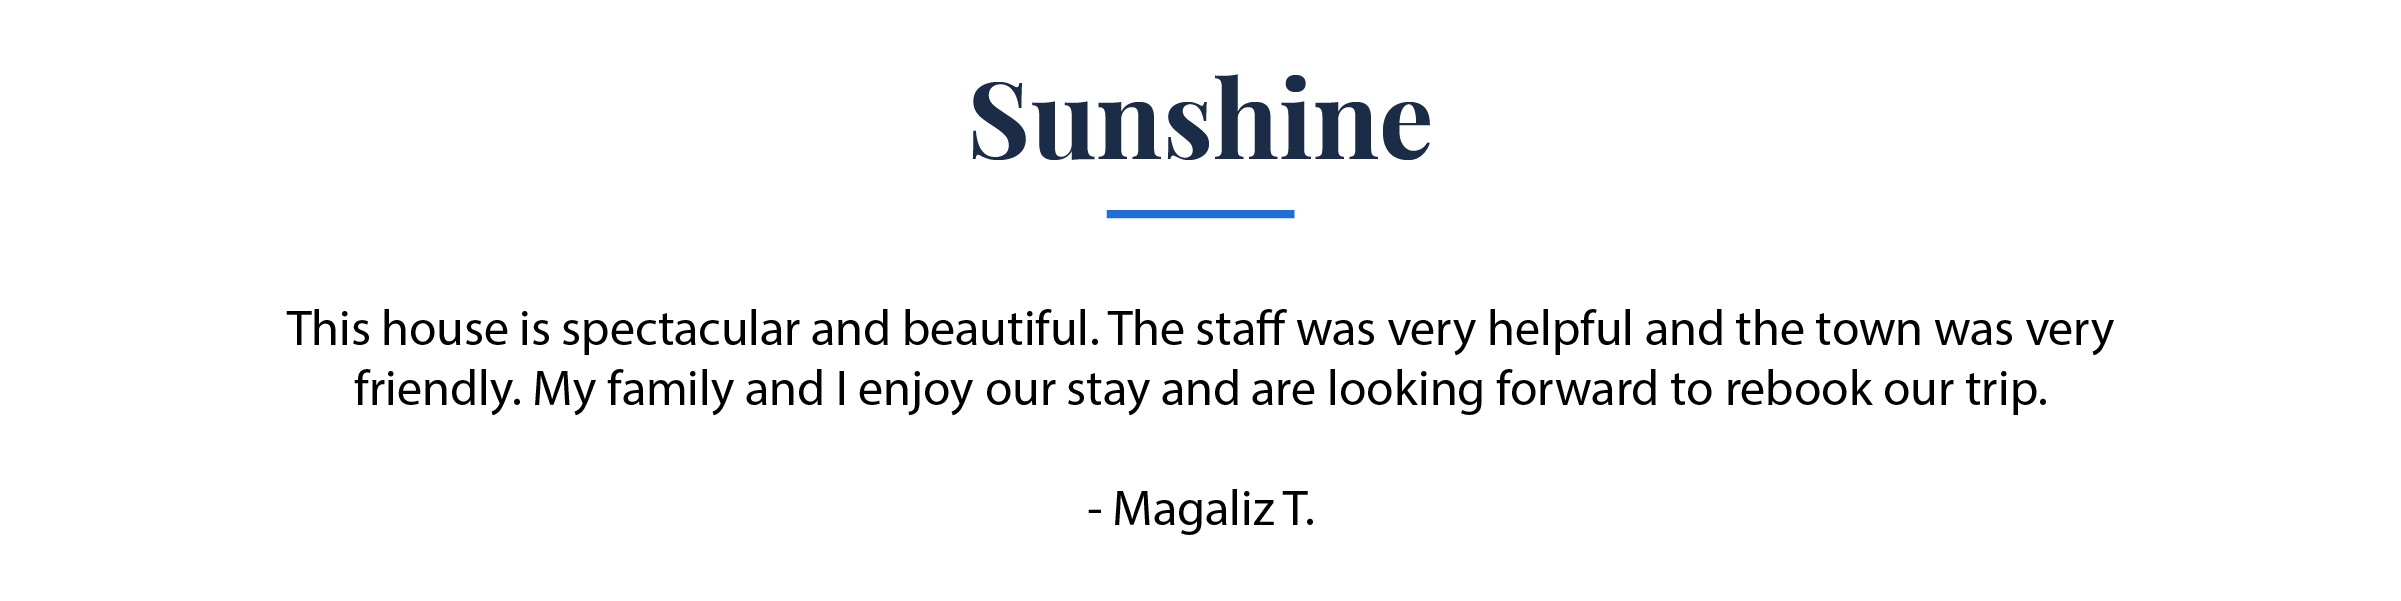 Sunshine
This house is spectacular and beautiful. The staff was very helpful and the town was very
friendly. My family and I enjoy our stay and are looking forward to rebook our trip.
- Magaliz T.